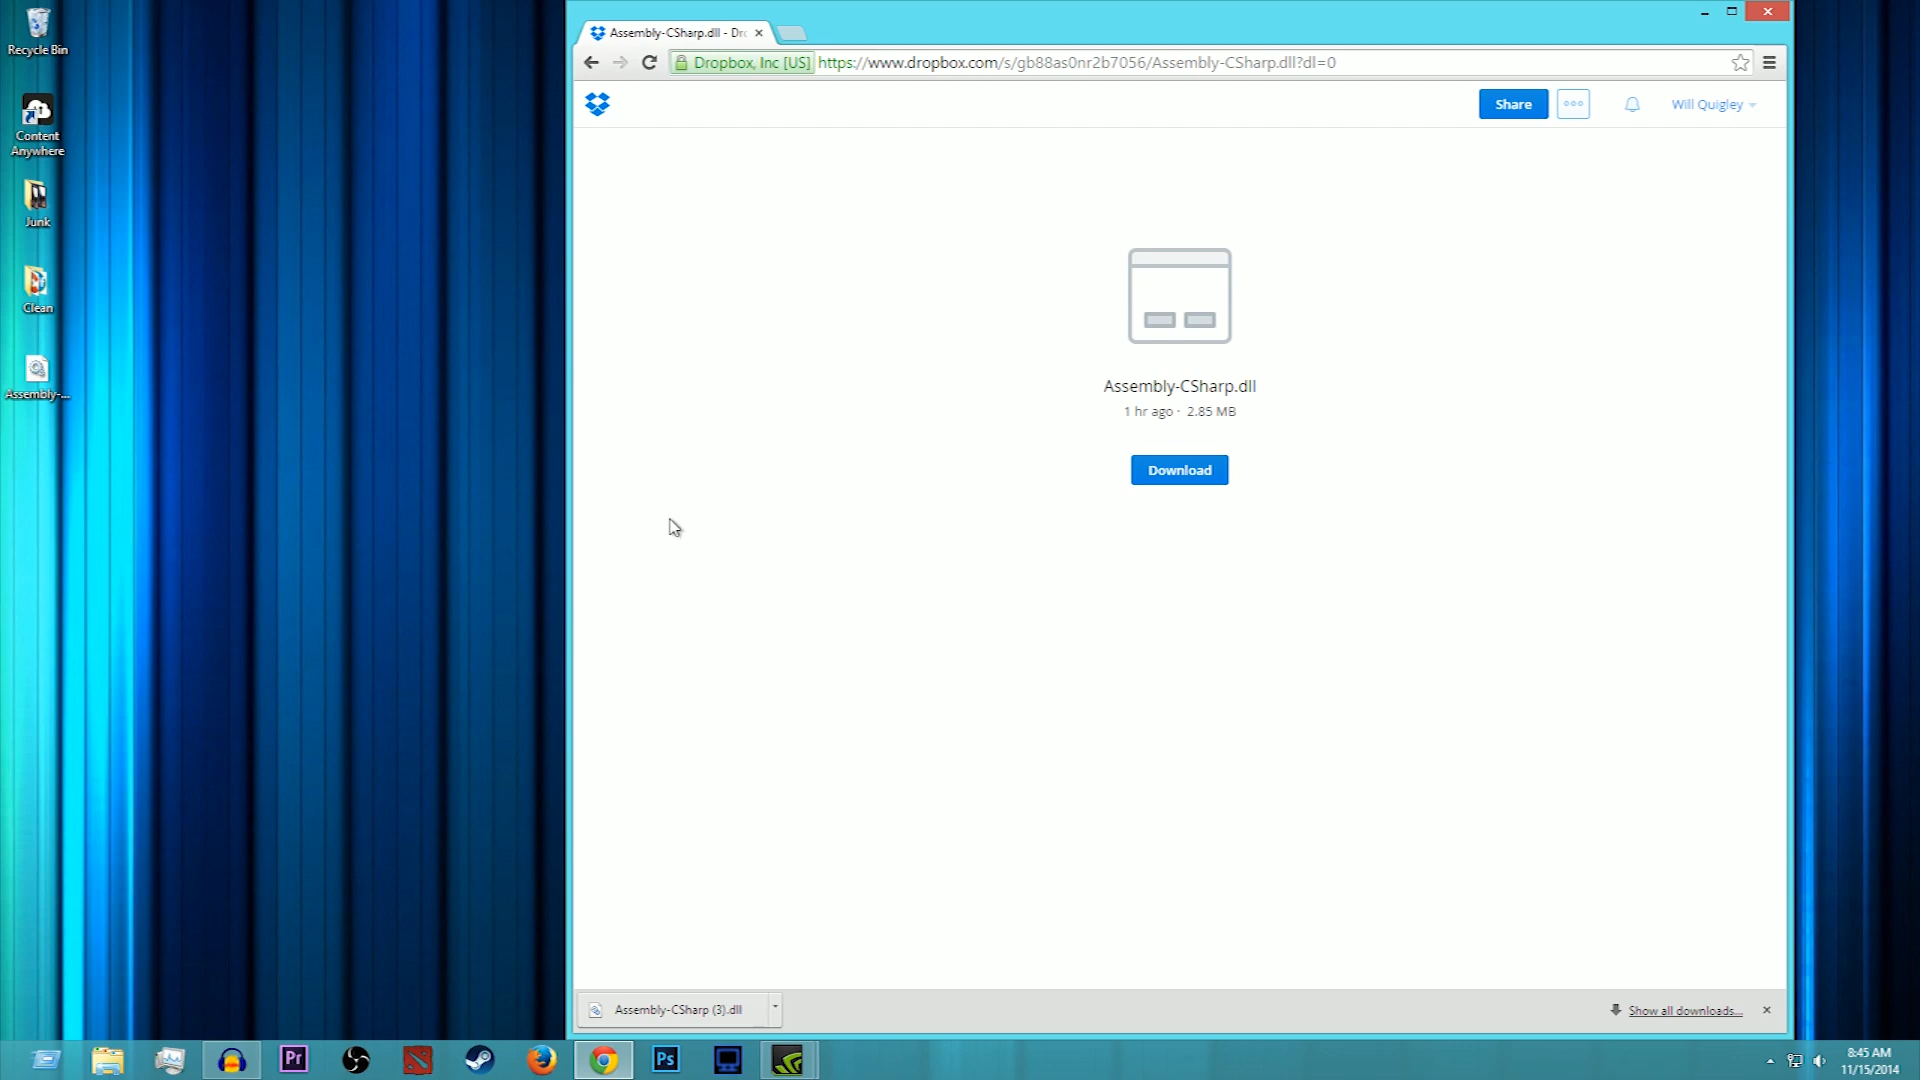 Recycle Bin
Content
Anywhere
Junk
Clean
Assembly-...
Assembly-CSharp.dll - Dro
Dropbox, Inc [US] https://www.dropbox.com/s/gb88as0nr2b7056/Assembly-CSharp.dll?dl=0
Share
Will Quigley
Assembly-CSharp.dll
1 hr ago · 2.85 MB
Download
Assembly-CSharp (3).dll
Show all downloads...
Pr
Ps
8:45 AM
11/15/2014